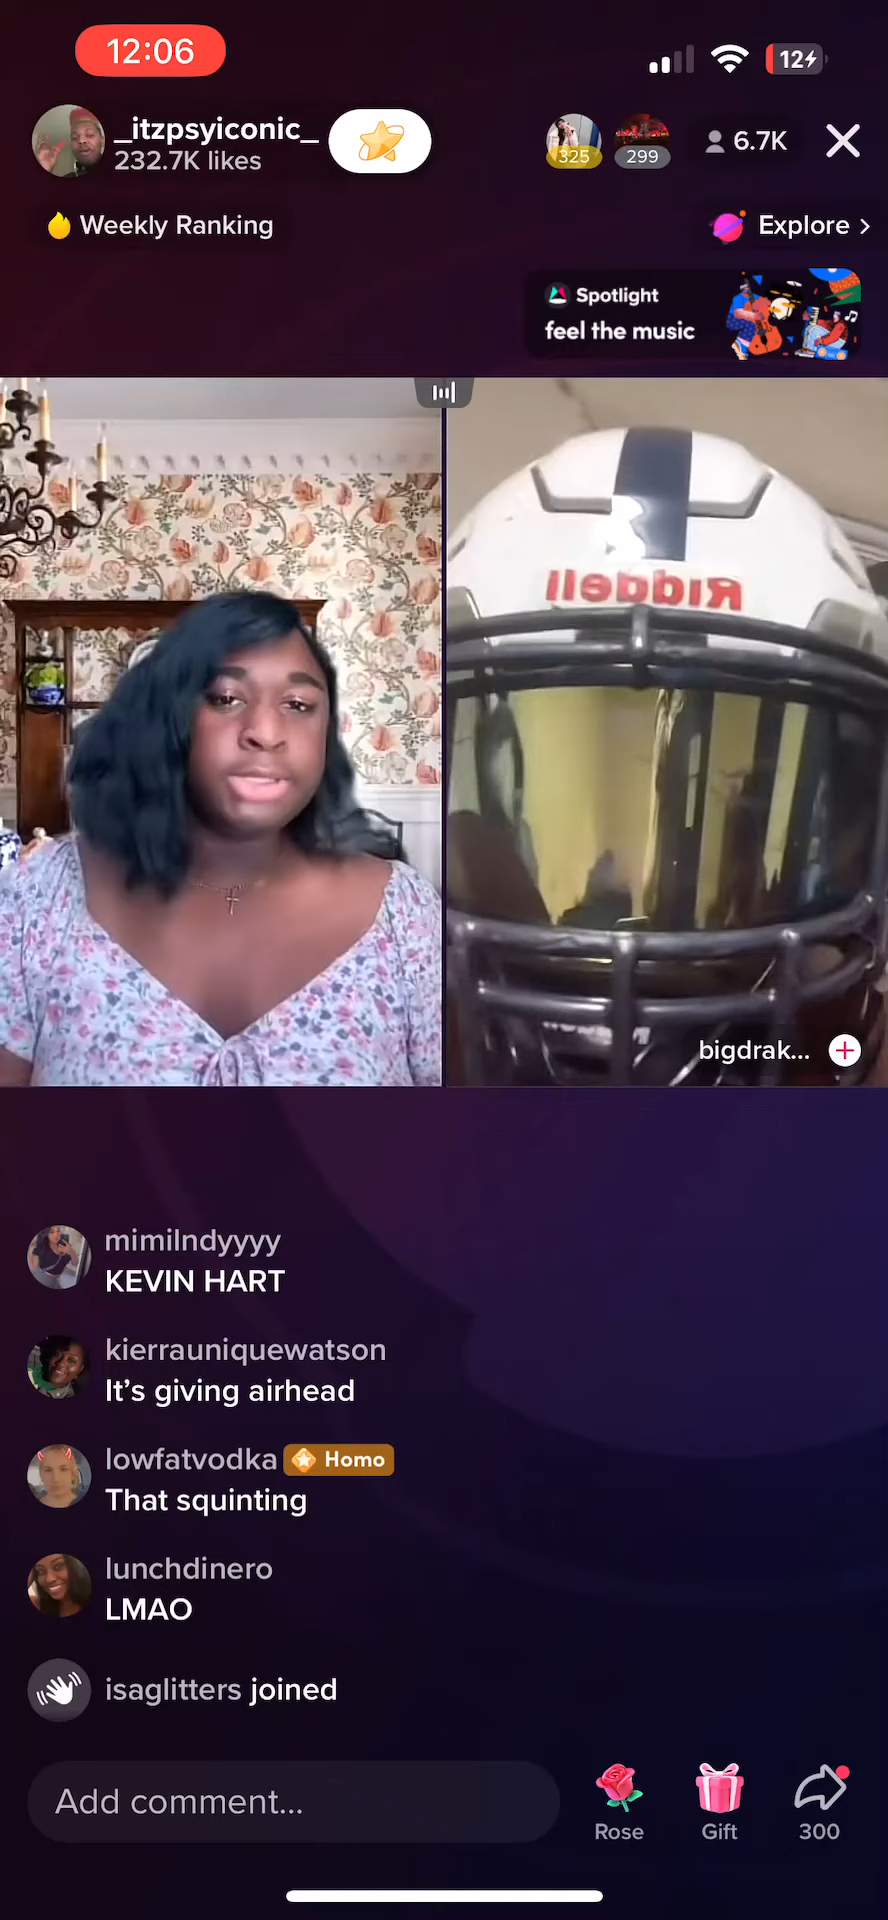 12:06
12
_itzpsyiconic_
232.7K likes
325
299
6.7K
Weekly Ranking
Explore >
Spotlight
feel the music
Riddell
bigdrak...
mimilndyyyy
KEVIN HART
kierrauniquewatson
It's giving airhead
lowfatvodka Homo
That squinting
lunchdinero
LMAO
isaglitters joined
Add comment...
Rose
Gift
300